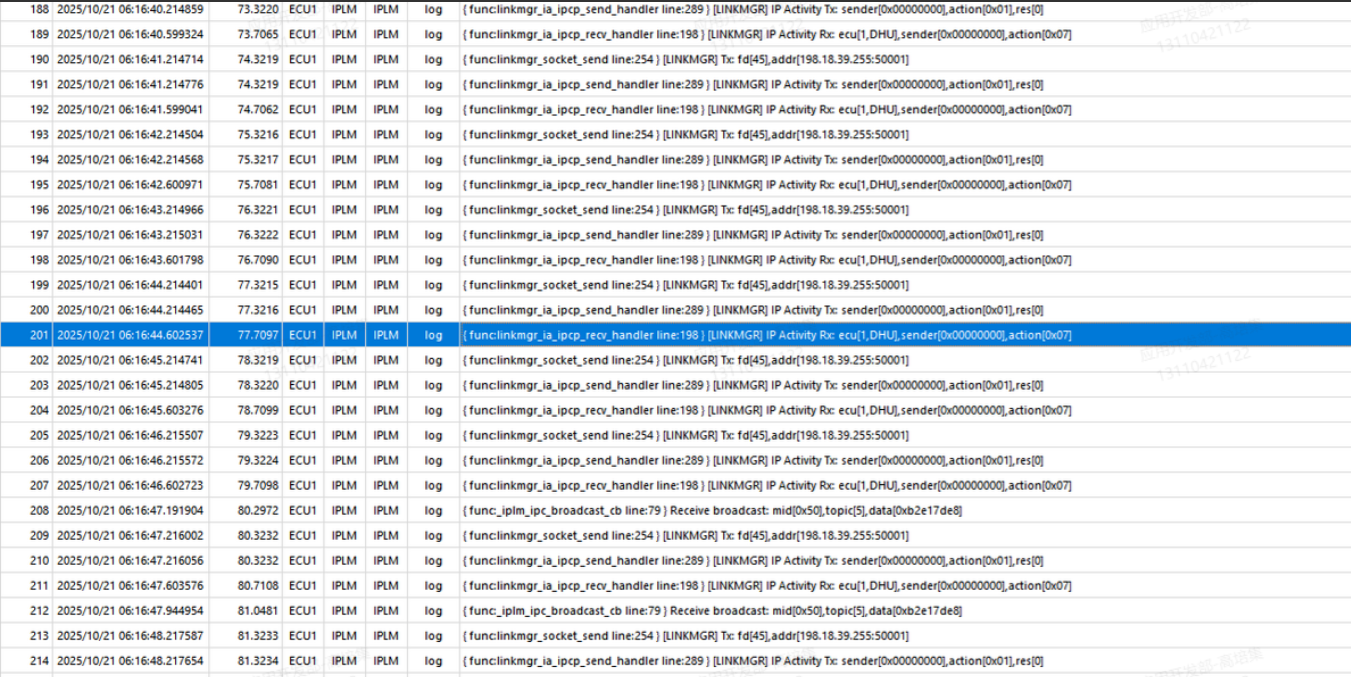 188 2025/10/21 06:16:40.214859 73.3220 ECU1 IPLM IPLM log { func:linkmgr_ia_ipcp_send_handler line:289 } [LINKMGR] IP Activity Tx: sender[0x00000000],action[0x01],res[0]
189 2025/10/21 06:16:40.599324 73.7065 ECU1 IPLM IPLM log { func:linkmgr_ia_ipcp_recv_handler line:198 } [LINKMGR] IP Activity Rx: ecu[1,DHU],sender[0x00000000],action[0x07]
190 2025/10/21 06:16:41.214714 74.3219 ECU1 IPLM IPLM log { func:linkmgr_socket_send line:254 } [LINKMGR] Tx: fd[45],addr[198.18.39.255:50001]
191 2025/10/21 06:16:41.214776 74.3219 ECU1 IPLM IPLM log { func:linkmgr_ia_ipcp_send_handler line:289 } [LINKMGR] IP Activity Tx: sender[0x00000000],action[0x01],res[0]
192 2025/10/21 06:16:41.599041 74.7062 ECU1 IPLM IPLM log { func:linkmgr_ia_ipcp_recv_handler line:198 } [LINKMGR] IP Activity Rx: ecu[1,DHU],sender[0x00000000],action[0x07]
193 2025/10/21 06:16:42.214504 75.3216 ECU1 IPLM IPLM log { func:linkmgr_socket_send line:254 } [LINKMGR] Tx: fd[45],addr[198.18.39.255:50001]
194 2025/10/21 06:16:42.214568 75.3217 ECU1 IPLM IPLM log { func:linkmgr_ia_ipcp_send_handler line:289 } [LINKMGR] IP Activity Tx: sender[0x00000000],action[0x01],res[0]
195 2025/10/21 06:16:42.600971 75.7081 ECU1 IPLM IPLM log { func:linkmgr_ia_ipcp_recv_handler line:198 } [LINKMGR] IP Activity Rx: ecu[1,DHU],sender[0x00000000],action[0x07]
196 2025/10/21 06:16:43.214966 76.3221 ECU1 IPLM IPLM log { func:linkmgr_socket_send line:254 } [LINKMGR] Tx: fd[45],addr[198.18.39.255:50001]
197 2025/10/21 06:16:43.215031 76.3222 ECU1 IPLM IPLM log { func:linkmgr_ia_ipcp_send_handler line:289 } [LINKMGR] IP Activity Tx: sender[0x00000000],action[0x01],res[0]
198 2025/10/21 06:16:43.601798 76.7090 ECU1 IPLM IPLM log { func:linkmgr_ia_ipcp_recv_handler line:198 } [LINKMGR] IP Activity Rx: ecu[1,DHU],sender[0x00000000],action[0x07]
199 2025/10/21 06:16:44.214401 77.3215 ECU1 IPLM IPLM log { func:linkmgr_socket_send line:254 } [LINKMGR] Tx: fd[45],addr[198.18.39.255:50001]
200 2025/10/21 06:16:44.214465 77.3216 ECU1 IPLM IPLM log { func:linkmgr_ia_ipcp_send_handler line:289 } [LINKMGR] IP Activity Tx: sender[0x00000000],action[0x01],res[0]
201 2025/10/21 06:16:44.602537 77.7097 ECU1 IPLM IPLM log { func:linkmgr_ia_ipcp_recv_handler line:198 } [LINKMGR] IP Activity Rx: ecu[1,DHU],sender[0x00000000],action[0x07]
202 2025/10/21 06:16:45.214741 78.3219 ECU1 IPLM IPLM log { func:linkmgr_socket_send line:254 } [LINKMGR] Tx: fd[45],addr[198.18.39.255:50001]
203 2025/10/21 06:16:45.214805 78.3220 ECU1 IPLM IPLM log { func:linkmgr_ia_ipcp_send_handler line:289 } [LINKMGR] IP Activity Tx: sender[0x00000000],action[0x01],res[0]
204 2025/10/21 06:16:45.603276 78.7099 ECU1 IPLM IPLM log { func:linkmgr_ia_ipcp_recv_handler line:198 } [LINKMGR] IP Activity Rx: ecu[1,DHU],sender[0x00000000],action[0x07]
205 2025/10/21 06:16:46.215507 79.3223 ECU1 IPLM IPLM log { func:linkmgr_socket_send line:254 } [LINKMGR] Tx: fd[45],addr[198.18.39.255:50001]
206 2025/10/21 06:16:46.215572 79.3224 ECU1 IPLM IPLM log { func:linkmgr_ia_ipcp_send_handler line:289 } [LINKMGR] IP Activity Tx: sender[0x00000000],action[0x01],res[0]
207 2025/10/21 06:16:46.602723 79.7098 ECU1 IPLM IPLM log { func:linkmgr_ia_ipcp_recv_handler line:198 } [LINKMGR] IP Activity Rx: ecu[1,DHU],sender[0x00000000],action[0x07]
208 2025/10/21 06:16:47.191904 80.2972 ECU1 IPLM IPLM log { func:_iplm_ipc_broadcast_cb line:79 } Receive broadcast: mid[0x50],topic[5],data[0xb2e17de8]
209 2025/10/21 06:16:47.216002 80.3232 ECU1 IPLM IPLM log { func:linkmgr_socket_send line:254 } [LINKMGR] Tx: fd[45],addr[198.18.39.255:50001]
210 2025/10/21 06:16:47.216056 80.3232 ECU1 IPLM IPLM log { func:linkmgr_ia_ipcp_send_handler line:289 } [LINKMGR] IP Activity Tx: sender[0x00000000],action[0x01],res[0]
211 2025/10/21 06:16:47.603576 80.7108 ECU1 IPLM IPLM log { func:linkmgr_ia_ipcp_recv_handler line:198 } [LINKMGR] IP Activity Rx: ecu[1,DHU],sender[0x00000000],action[0x07]
212 2025/10/21 06:16:47.944954 81.0481 ECU1 IPLM IPLM log { func:_iplm_ipc_broadcast_cb line:79 } Receive broadcast: mid[0x50],topic[5],data[0xb2e17de8]
213 2025/10/21 06:16:48.217587 81.3233 ECU1 IPLM IPLM log { func:linkmgr_socket_send line:254 } [LINKMGR] Tx: fd[45],addr[198.18.39.255:50001]
214 2025/10/21 06:16:48.217654 81.3234 ECU1 IPLM IPLM log { func:linkmgr_ia_ipcp_send_handler line:289 } [LINKMGR] IP Activity Tx: sender[0x00000000],action[0x01],res[0]